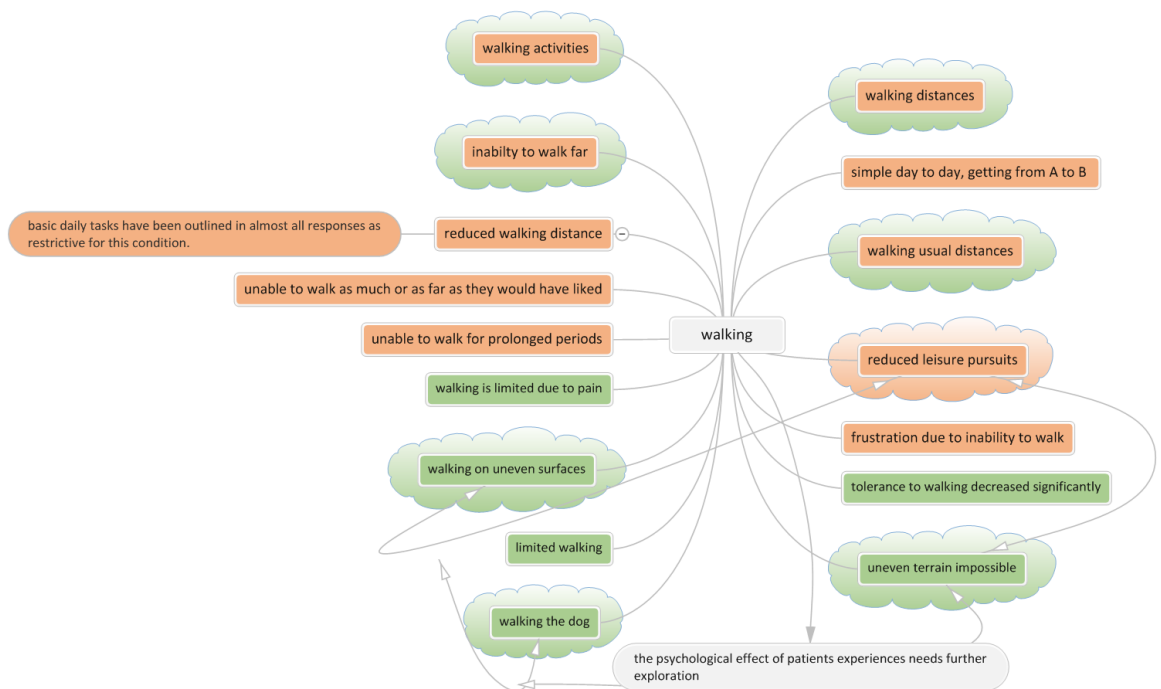 walking activities
walking distances
inabilty to walk far
simple day to day, getting from A to B
basic daily tasks have been outlined in almost all responses as
restrictive for this condition.
reduced walking distance
walking usual distances
unable to walk as much or as far as they would have liked
walking
unable to walk for prolonged periods
reduced leisure pursuits
walking is limited due to pain
frustration due to inability to walk
walking on uneven surfaces
tolerance to walking decreased significantly
limited walking
uneven terrain impossible
walking the dog
the psychological effect of patients experiences needs further
exploration